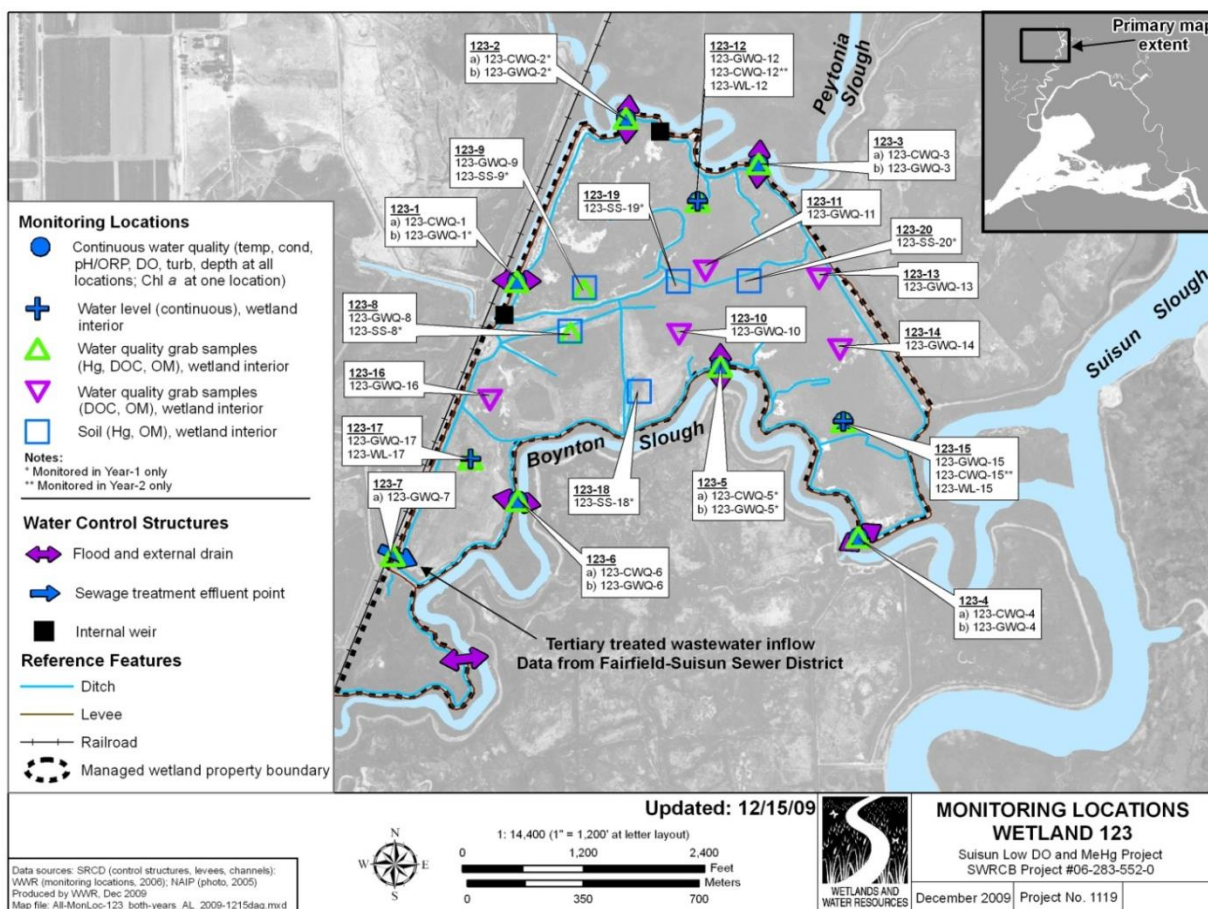 Primary map
extent
Peytonia
Slough
Suisun Slough
Boynton Slough
123-2
a) 123-CWQ-2*
b) 123-GWQ-2*
123-12
123-GWQ-12
123-CWQ-12**
123-WL-12
123-9
123-GWQ-9
123-SS-9*
123-3
a) 123-CWQ-3
b) 123-GWQ-3
123-19
123-SS-19*
123-11
123-GWQ-11
123-1
a) 123-CWQ-1
b) 123-GWQ-1*
123-20
123-SS-20*
123-13
123-GWQ-13
123-8
123-GWQ-8
123-SS-8*
123-10
123-GWQ-10
123-14
123-GWQ-14
123-16
123-GWQ-16
123-17
123-GWQ-17
123-WL-17
123-15
123-GWQ-15
123-CWQ-15**
123-WL-15
123-7
a) 123-GWQ-7
123-18
123-SS-18*
123-5
a) 123-CWQ-5*
b) 123-GWQ-5*
123-6
a) 123-CWQ-6
b) 123-GWQ-6
123-4
a) 123-CWQ-4
b) 123-GWQ-4
Tertiary treated wastewater inflow
Data from Fairfield-Suisun Sewer District
Monitoring Locations
Continuous water quality (temp, cond,
pH/ORP, DO, turb, depth at all
locations; Chl a at one location)
Water level (continuous), wetland
interior
Water quality grab samples
(Hg, DOC, OM), wetland interior
Water quality grab samples
(DOC, OM), wetland interior
Soil (Hg, OM), wetland interior
Notes:
* Monitored in Year-1 only
** Monitored in Year-2 only
Water Control Structures
Flood and external drain
Sewage treatment effluent point
Internal weir
Reference Features
Ditch
Levee
Railroad
Managed wetland property boundary
Data sources: SRCD (control structures, levees, channels);
WWR (monitoring locations, 2006); NAIP (photo, 2005)
Produced by WWR, Dec 2009
Map file: All-MonLoc-123_both-years_AL_2009-1215dag.mxd
N
W E
S
Updated: 12/15/09
1: 14,400 (1" = 1,200' at letter layout)
0 1,200 2,400
Feet
Meters
0 350 700
WETLANDS AND
WATER RESOURCES
MONITORING LOCATIONS
WETLAND 123
Suisun Low DO and MeHg Project
SWRCB Project #06-283-552-0
December 2009
Project No. 1119